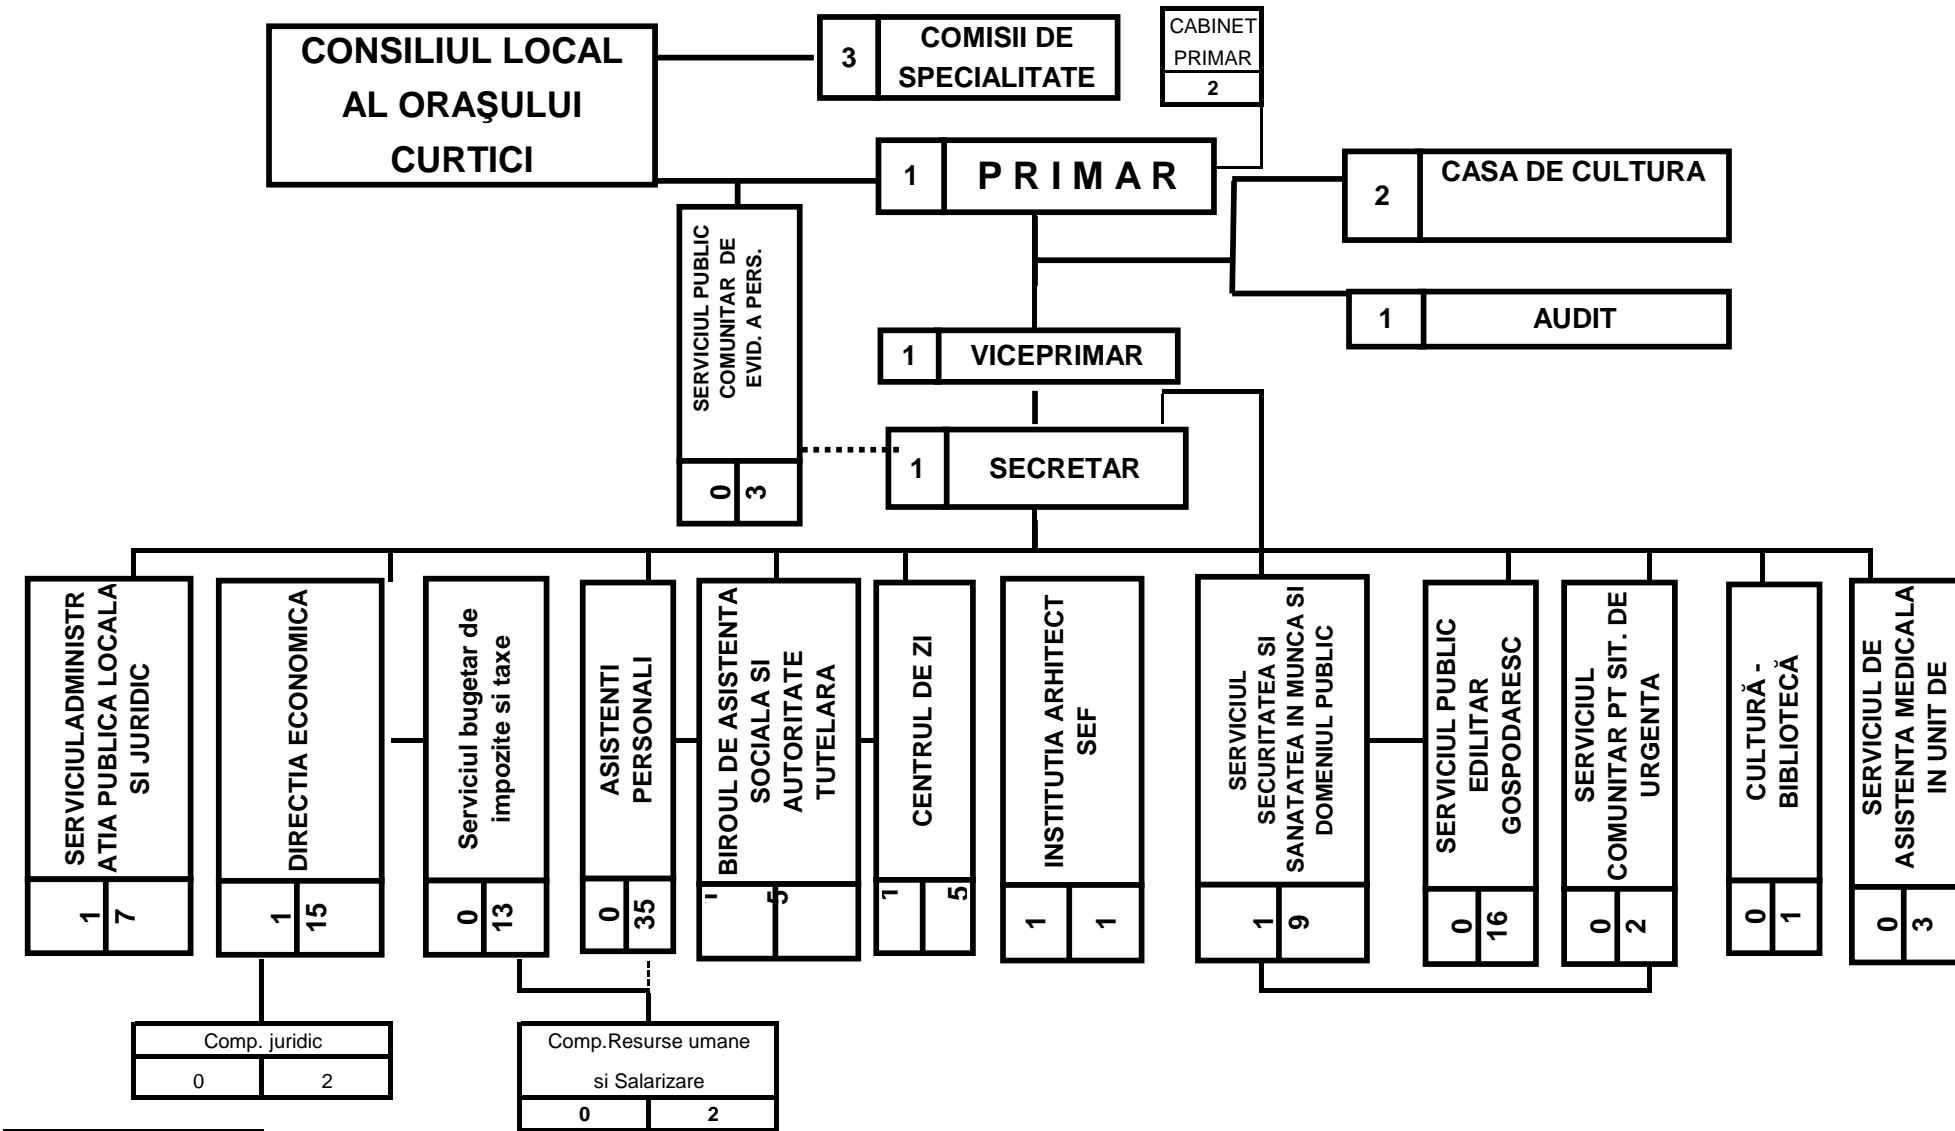 CONSILIUL LOCAL
AL ORAŞULUI
CURTICI
3
COMISII DE
SPECIALITATE
CABINET
PRIMAR
2
1
P R I M A R
2
CASA DE CULTURA
1
AUDIT
SERVICIUL PUBLIC
COMUNITAR DE
EVID. A PERS.
0
3
1
VICEPRIMAR
1
SECRETAR
SERVICIULADMINISTR
ATIA PUBLICA LOCALA
SI JURIDIC
1
7
DIRECTIA ECONOMICA
1
15
Serviciul bugetar de
impozite si taxe
0
13
ASISTENTI
PERSONALI
0
35
BIROUL DE ASISTENTA
SOCIALA SI
AUTORITATE
TUTELARA
1
5
CENTRUL DE ZI
1
5
INSTITUTIA ARHITECT
SEF
1
1
SERVICIUL
SECURITATEA SI
SANATATEA IN MUNCA SI
DOMENIUL PUBLIC
1
9
SERVICIUL PUBLIC
EDILITAR
GOSPODARESC
0
16
SERVICIUL
COMUNITAR PT SIT. DE
URGENTA
0
2
CULTURĂ -
BIBLIOTECĂ
0
1
SERVICIUL DE
ASISTENTA MEDICALA
IN UNIT DE
0
3
Comp. juridic
0
2
Comp.Resurse umane
si Salarizare
0
2